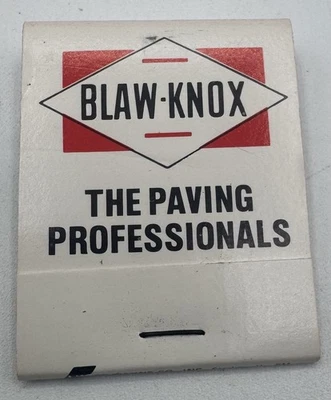 BLAW-KNOX
THE PAVING
PROFESSIONALS